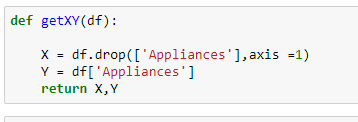 def getXY(df):
    X = df.drop(['Appliances'],axis =1)
    Y = df['Appliances']
    return X,Y